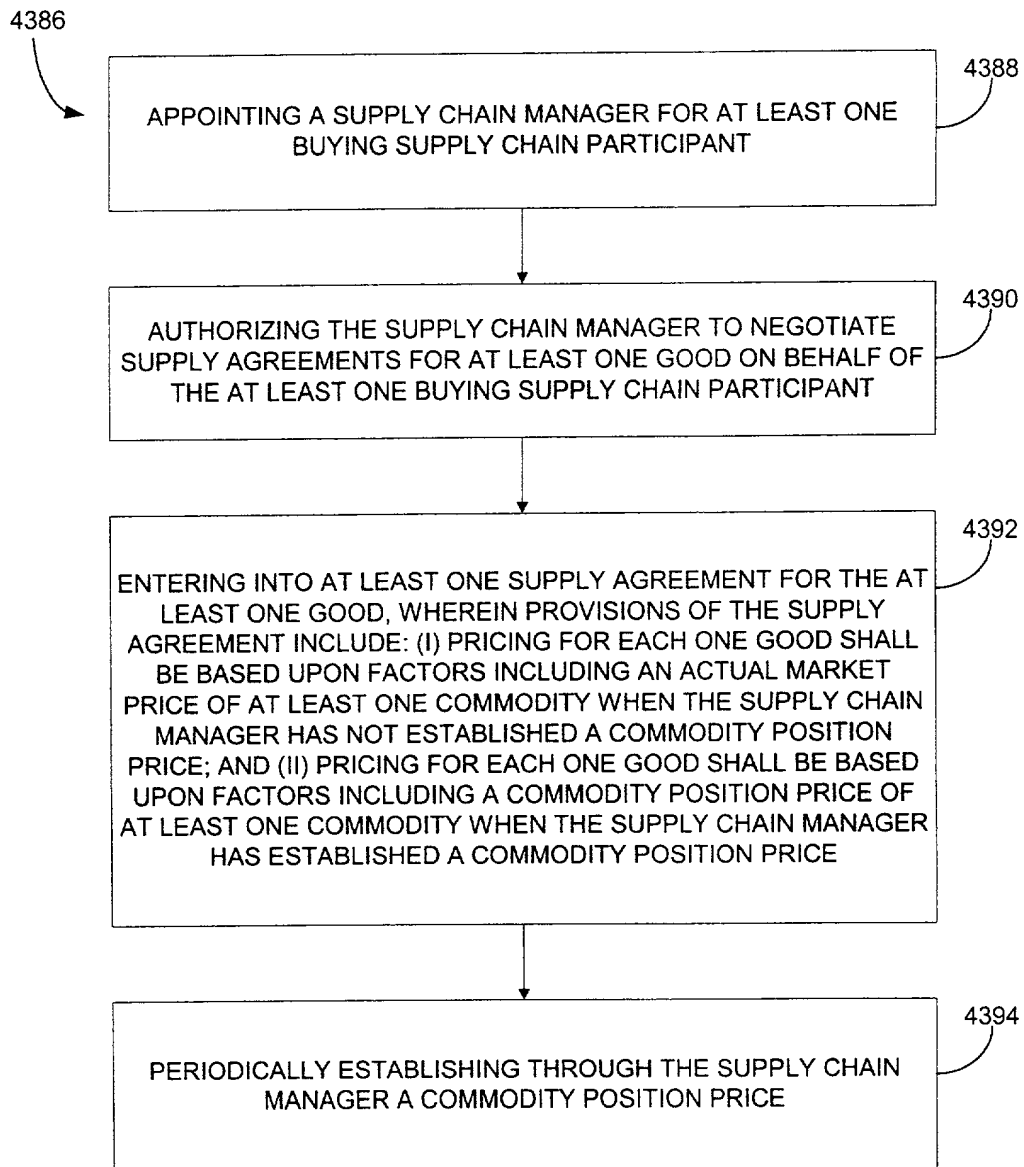 4386
4388
APPOINTING A SUPPLY CHAIN MANAGER FOR AT LEAST ONE
BUYING SUPPLY CHAIN PARTICIPANT
4390
AUTHORIZING THE SUPPLY CHAIN MANAGER TO NEGOTIATE
SUPPLY AGREEMENTS FOR AT LEAST ONE GOOD ON BEHALF OF
THE AT LEAST ONE BUYING SUPPLY CHAIN PARTICIPANT
4392
ENTERING INTO AT LEAST ONE SUPPLY AGREEMENT FOR THE AT
LEAST ONE GOOD, WHEREIN PROVISIONS OF THE SUPPLY
AGREEMENT INCLUDE: (I) PRICING FOR EACH ONE GOOD SHALL
BE BASED UPON FACTORS INCLUDING AN ACTUAL MARKET
PRICE OF AT LEAST ONE COMMODITY WHEN THE SUPPLY CHAIN
MANAGER HAS NOT ESTABLISHED A COMMODITY POSITION
PRICE; AND (II) PRICING FOR EACH ONE GOOD SHALL BE BASED
UPON FACTORS INCLUDING A COMMODITY POSITION PRICE OF
AT LEAST ONE COMMODITY WHEN THE SUPPLY CHAIN MANAGER
HAS ESTABLISHED A COMMODITY POSITION PRICE
4394
PERIODICALLY ESTABLISHING THROUGH THE SUPPLY CHAIN
MANAGER A COMMODITY POSITION PRICE